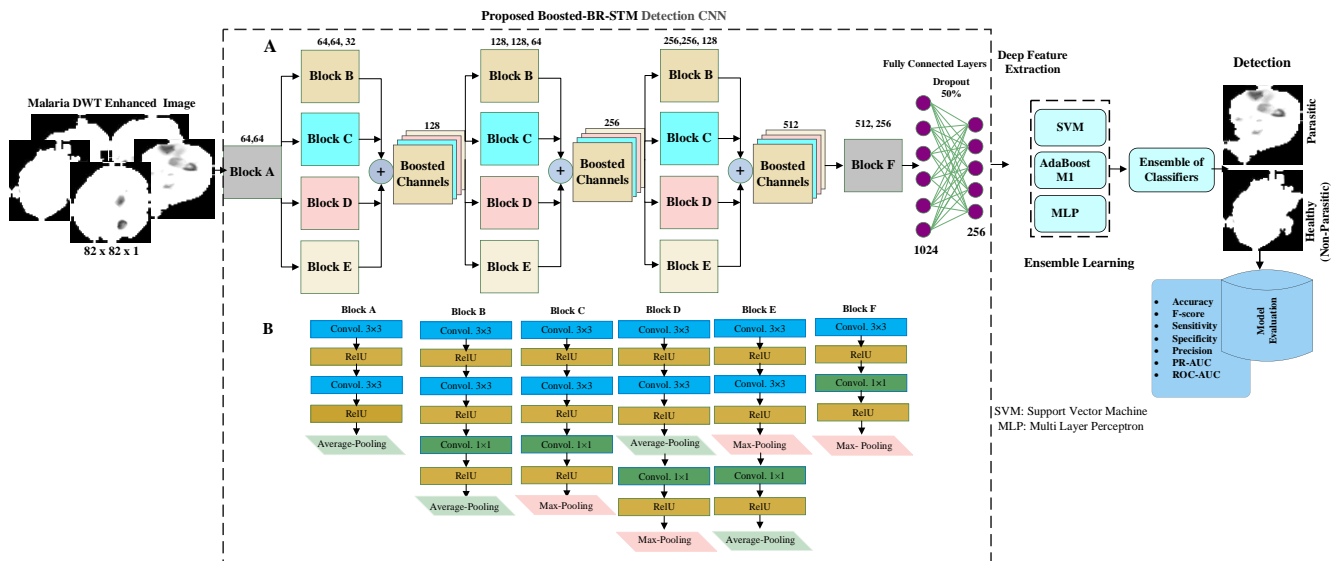 Proposed Boosted-BR-STM Detection CNN
A
64,64, 32
128, 128, 64
256,256, 128
Block B
Block B
Block B
Fully Connected Layers
Dropout
50%
Deep Feature
Extraction
Detection
Malaria DWT Enhanced Image
64,64
Block A
Block C
128
Block C
256
Block C
512
512, 256
Block F
+
+
+
Boosted
Channels
Boosted
Channels
Boosted
Channels
Block D
Block D
Block D
Block E
Block E
Block E
82 x 82 x 1
1024
256
SVM
AdaBoost
M1
MLP
Ensemble of
Classifiers
Ensemble Learning
Parasitic
Healthy
(Non-Parasitic)
Model
Evaluation
• Accuracy
• F-score
• Sensitivity
• Specificity
• Precision
• PR-AUC
• ROC-AUC
SVM: Support Vector Machine
MLP: Multi Layer Perceptron
B
Block A
Convol. 3×3
RelU
Convol. 3×3
RelU
Average-Pooling
Block B
Convol. 3×3
RelU
Convol. 3×3
RelU
Convol. 1×1
RelU
Average-Pooling
Block C
Convol. 3×3
RelU
Convol. 3×3
RelU
Convol. 1×1
RelU
Max-Pooling
Block D
Convol. 3×3
RelU
Convol. 3×3
RelU
Average-Pooling
Convol. 1×1
RelU
Max-Pooling
Block E
Convol. 3×3
RelU
Convol. 3×3
RelU
Max-Pooling
Convol. 1×1
RelU
Average-Pooling
Block F
Convol. 3×3
RelU
Convol. 1×1
RelU
Max- Pooling